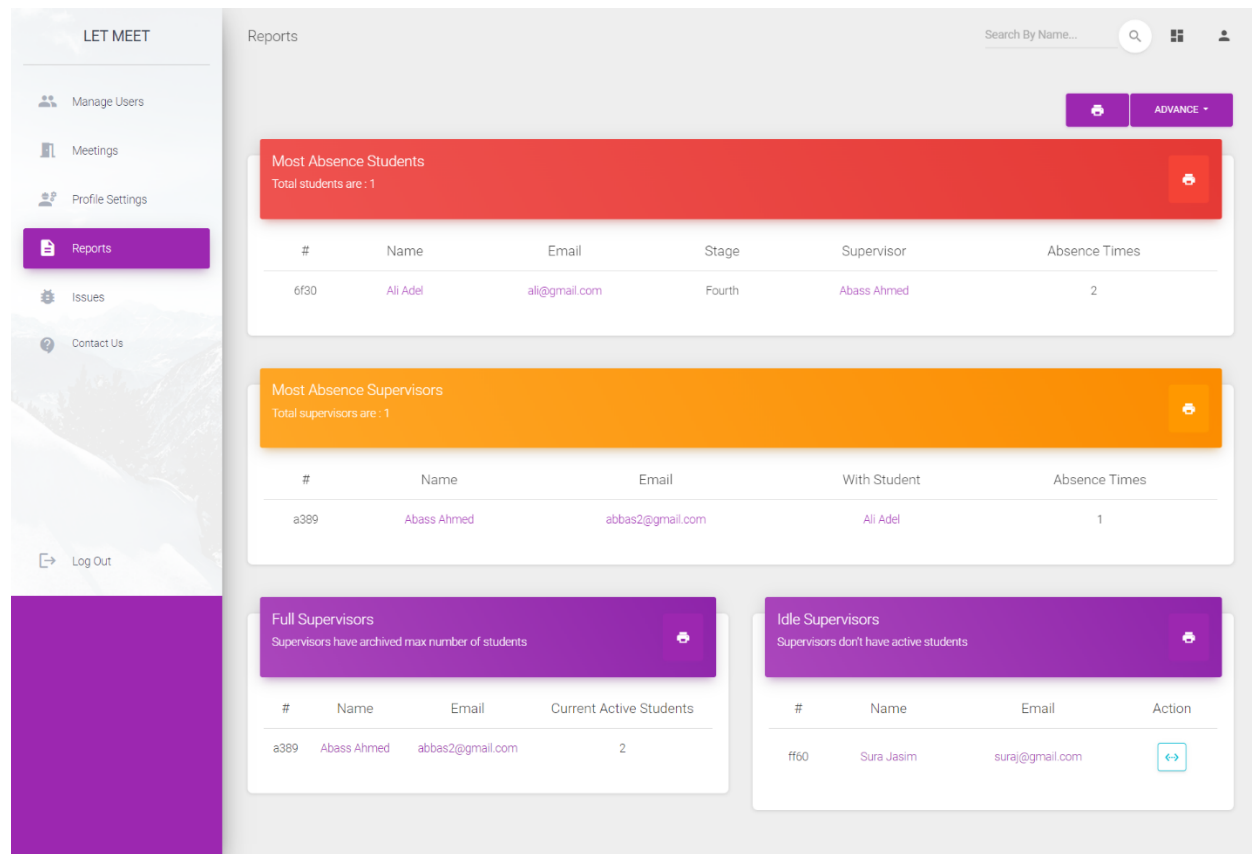 LET MEET
Manage Users
Meetings
Profile Settings
Reports
Issues
Contact Us
Log Out
Reports
Search By Name...
ADVANCE
Most Absence Students
Total students are : 1
# Name Email Stage Supervisor Absence Times
6f30 Ali Adel ali@gmail.com Fourth Abass Ahmed 2
Most Absence Supervisors
Total supervisors are : 1
# Name Email With Student Absence Times
a389 Abass Ahmed abbas2@gmail.com Ali Adel 1
Full Supervisors
Supervisors have archived max number of students
# Name Email Current Active Students
a389 Abass Ahmed abbas2@gmail.com 2
Idle Supervisors
Supervisors don't have active students
# Name Email Action
ff60 Sura Jasim suraj@gmail.com